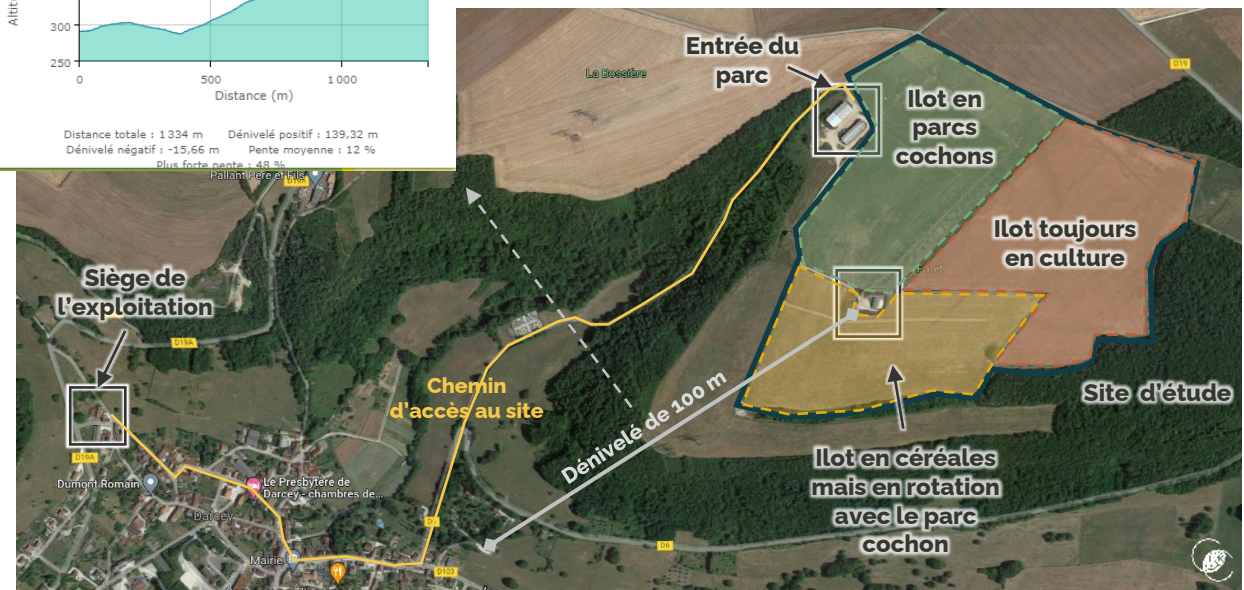 Altit
300
250
0
500
1 000
Distance (m)
Distance totale : 1 334 m Dénivelé positif : 139,32 m
Dénivelé négatif : -15,66 m Pente moyenne : 12 %
Plus forte pente : 48 %
Pallant Père et Fils
D19A
La Bossière
Entrée du
parc
D19
Ilot en
parcs
cochons
Ilot toujours
en culture
Forêt
Siège de
l'exploitation
D19A
Chemin
d'accès au site
Dénivelé de 100 m
Site d'étude
Ilot en céréales
mais en rotation
avec le parc
cochon
D19A
Dumont Romain
Le Presbytère de
Darcey - chambres de...
Darcey
Mairie
D6
D103